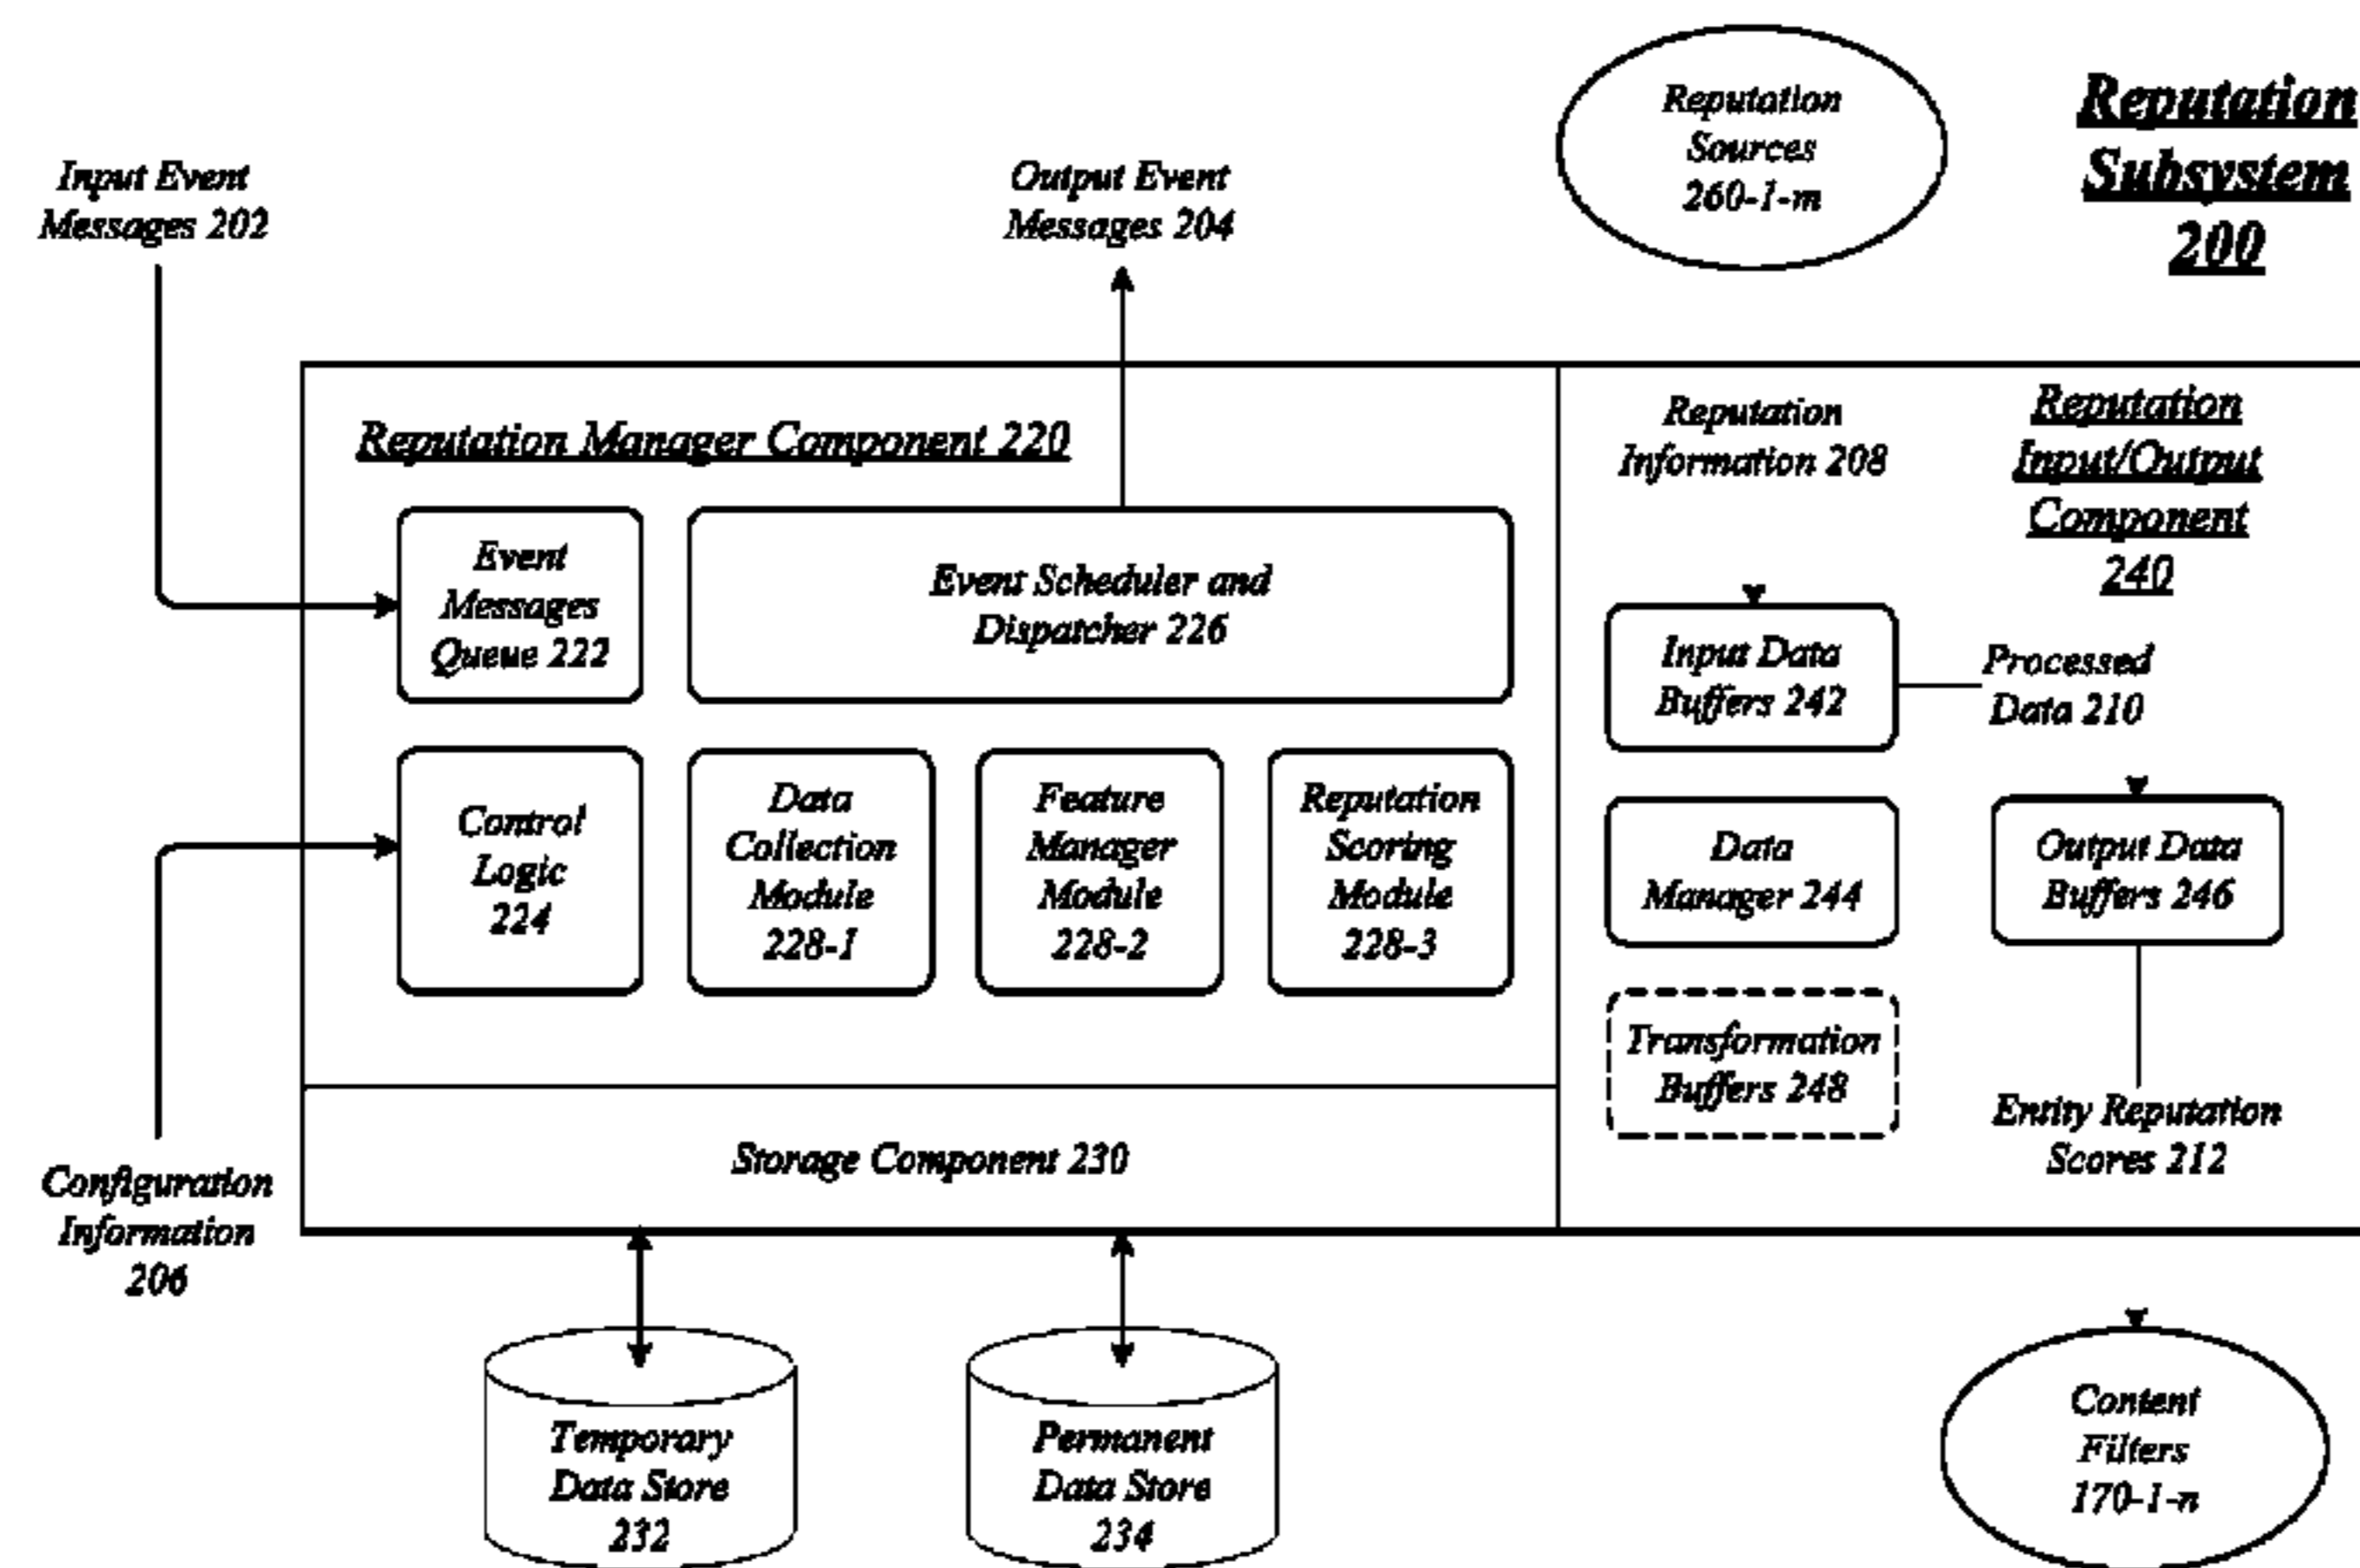 Reputation
Sources
260-1-m
Reputation
Subsystem
200
Input Event
Messages 202
Output Event
Messages 204
Reputation Manager Component 220
Event
Messages
Queue 222
Event Scheduler and
Dispatcher 226
Control
Logic
224
Data
Collection
Module
228-1
Feature
Manager
Module
228-2
Reputation
Scoring
Module
228-3
Storage Component 230
Reputation
Information 208
Reputation
Input/Output
Component
240
Input Data
Buffers 242
Processed
Data 210
Data
Manager 244
Output Data
Buffers 246
Transformation
Buffers 248
Entity Reputation
Scores 212
Configuration
Information
206
Temporary
Data Store
232
Permanent
Data Store
234
Content
Filters
170-1-n